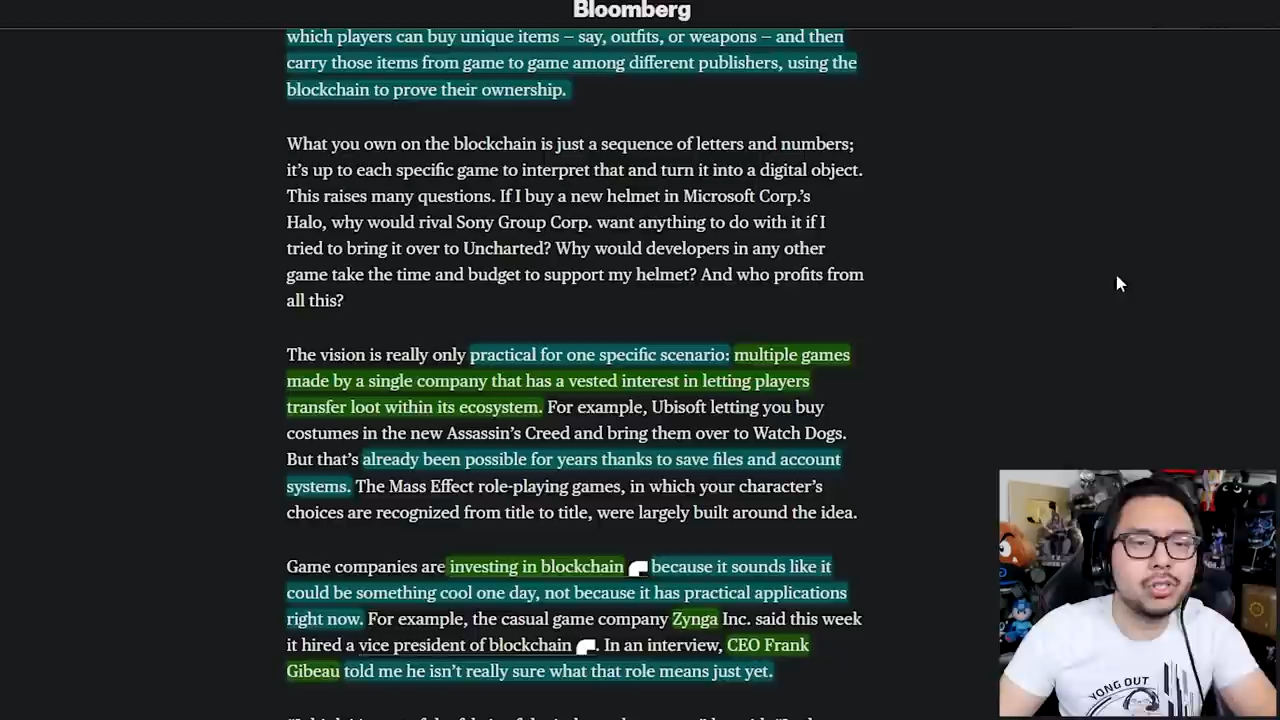 Bloomberg
which players can buy unique items – say, outfits, or weapons – and then
carry those items from game to game among different publishers, using the
blockchain to prove their ownership.
What you own on the blockchain is just a sequence of letters and numbers;
it's up to each specific game to interpret that and turn it into a digital object.
This raises many questions. If I buy a new helmet in Microsoft Corp.'s
Halo, why would rival Sony Group Corp. want anything to do with it if I
tried to bring it over to Uncharted? Why would developers in any other
game take the time and budget to support my helmet? And who profits from
all this?
The vision is really only practical for one specific scenario: multiple games
made by a single company that has a vested interest in letting players
transfer loot within its ecosystem. For example, Ubisoft letting you buy
costumes in the new Assassin's Creed and bring them over to Watch Dogs.
But that's already been possible for years thanks to save files and account
systems. The Mass Effect role-playing games, in which your character's
choices are recognized from title to title, were largely built around the idea.
Game companies are investing in blockchain because it sounds like it
could be something cool one day, not because it has practical applications
right now. For example, the casual game company Zynga Inc. said this week
it hired a vice president of blockchain. In an interview, CEO Frank
Gibeau told me he isn't really sure what that role means just yet.
YONG OUT